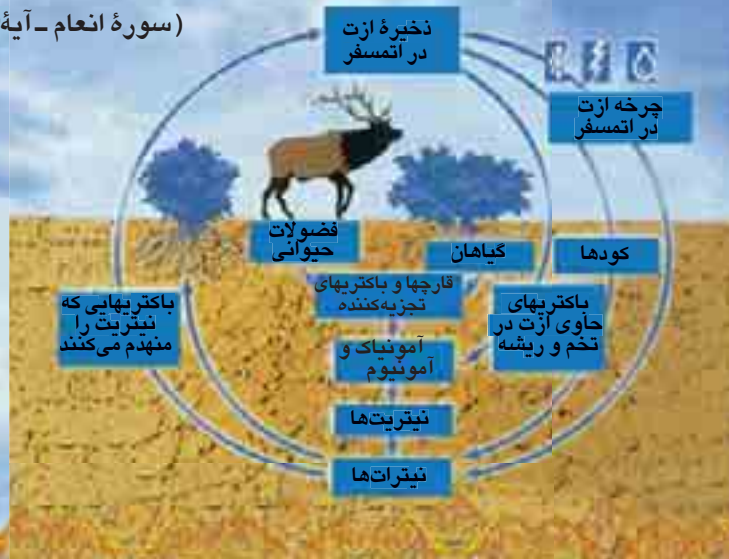 (سورهٔ انعام ـ آیهٔ
ذخیرهٔ ازت
در اتمسفر
چرخه ازت
در اتمسفر
فضولات
حیوانی
گیاهان
کودها
قارچها و باکتریهای
تجزیه‌کننده
باکتریهای
حاوی ازت در
تخم و ریشه
باکتریهایی که
نیتریت را
منهدم می‌کنند
آمونیاک و
آمونیوم
نیتریت‌ها
نیترات‌ها